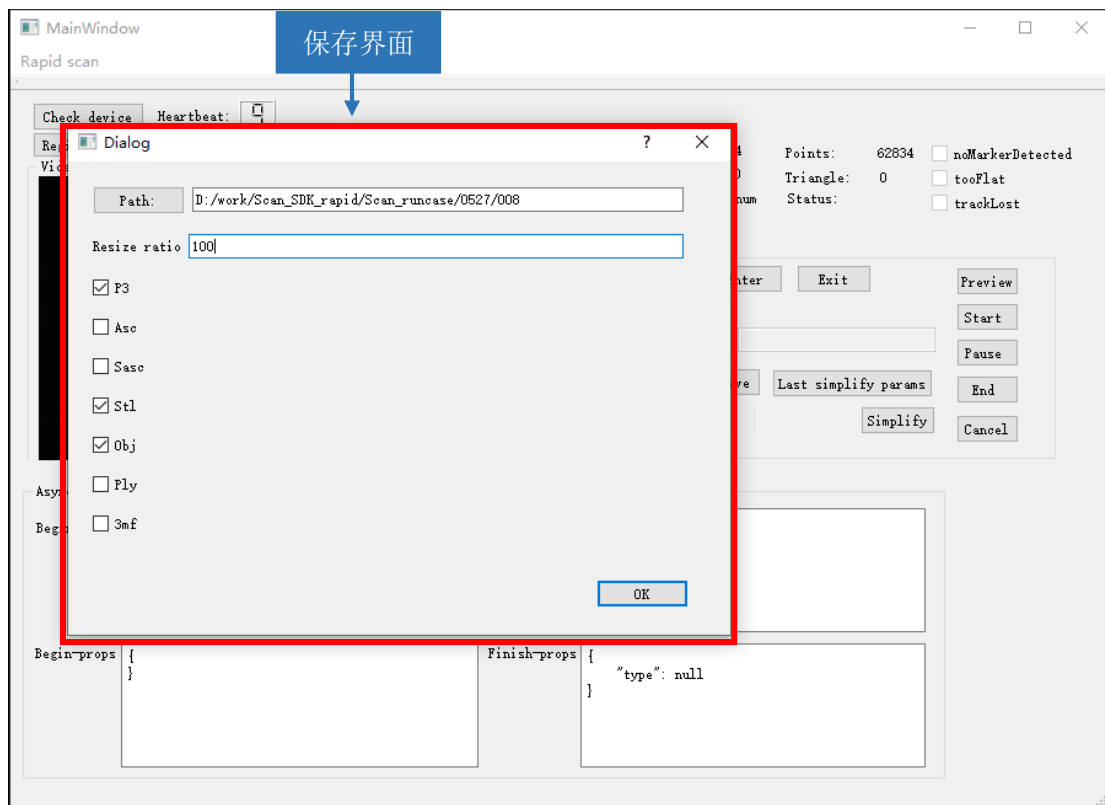 MainWindow
保存界面
Rapid scan
Check device
Heartbeat:
9
Dialog
?
Path:
D:/work/Scan_SDK_rapid/Scan_runcase/0527/008
Resize ratio
100
P3
Asc
Sasc
Stl
Obj
Ply
3mf
OK
Points:
62834
noMarkerDetected
Triangle:
0
tooFlat
Status:
trackLost
Exit
Preview
Start
Pause
Last simplify params
End
Simplify
Cancel
Begin-props
{
}
Finish-props
{
"type": null
}